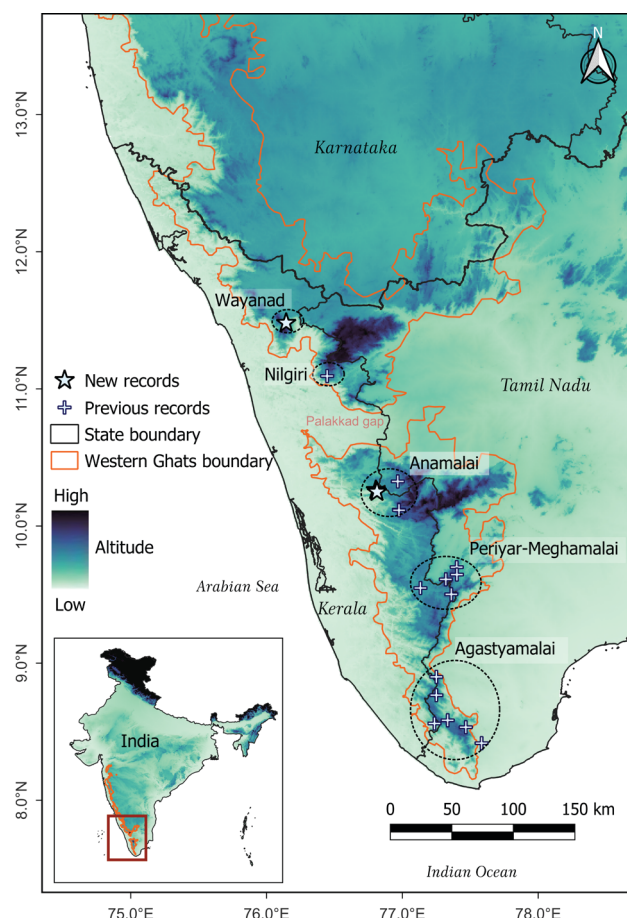 N
13.0°N
Karnataka
12.0°N
Wayanad
Nilgiri
11.0°N
New records
Previous records
State boundary
Western Ghats boundary
Tamil Nadu
Palakkad gap
Anamalai
High
Altitude
Low
10.0°N
Periyar-Meghamalai
Arabian Sea
Kerala
9.0°N
Agastyamalai
India
8.0°N
0 50 100 150 km
Indian Ocean
75.0°E 76.0°E 77.0°E 78.0°E